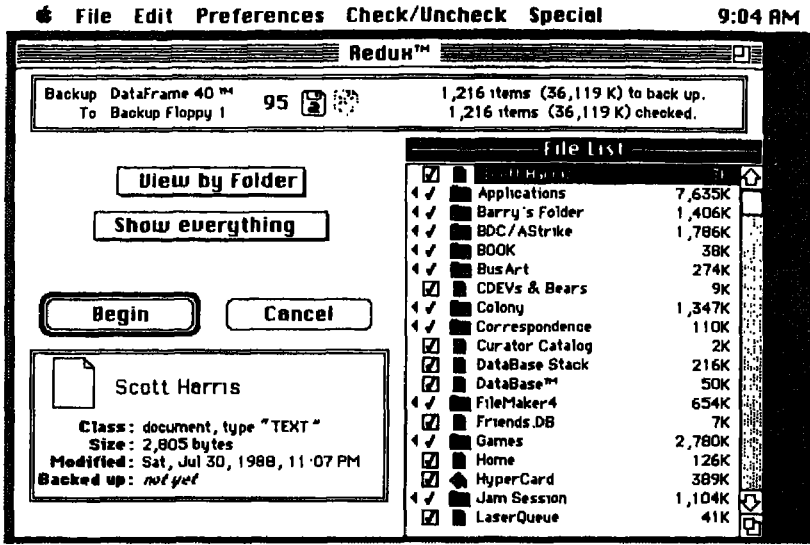 File Edit Preferences Check/Uncheck Special 9:04 AM
Redux™
Backup DataFrame 40 ™
To Backup Floppy 1
95
1,216 items (36,119 K) to back up.
1,216 items (36,119 K) checked.
View by Folder
Show everything
Begin
Cancel
Scott Harris
Class: document, type "TEXT"
Size: 2,805 bytes
Modified: Sat, Jul 30, 1988, 11:07 PM
Backed up: not yet
File List
Scott Harris
Applications 7,635K
Barry's Folder 1,406K
BDC/AStrike 1,786K
BOOK 38K
BusArt 274K
CDEVs & Bears 9K
Colony 1,347K
Correspondence 110K
Curator Catalog 2K
DataBase Stack 216K
DataBase™ 50K
FileMaker4 654K
Friends.DB 7K
Games 2,780K
Home 126K
HyperCard 389K
Jam Session 1,104K
LaserQueue 41K